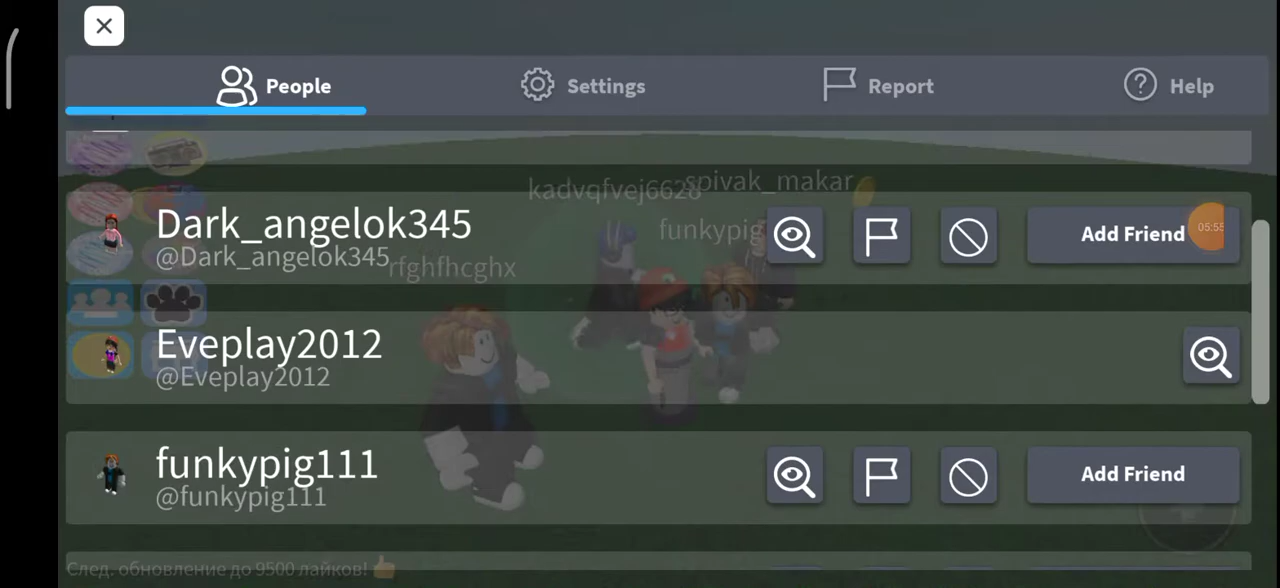 People
Settings
Report
Help
kadvqfvej6628
spivak_makar
Dark_angelok345
@Dark_angelok345
funkypig
Add Friend
05:55
rfghfhcghx
Eveplay2012
@Eveplay2012
funkypig111
@funkypig111
Add Friend
След. обновление до 9500 лайков! 👍